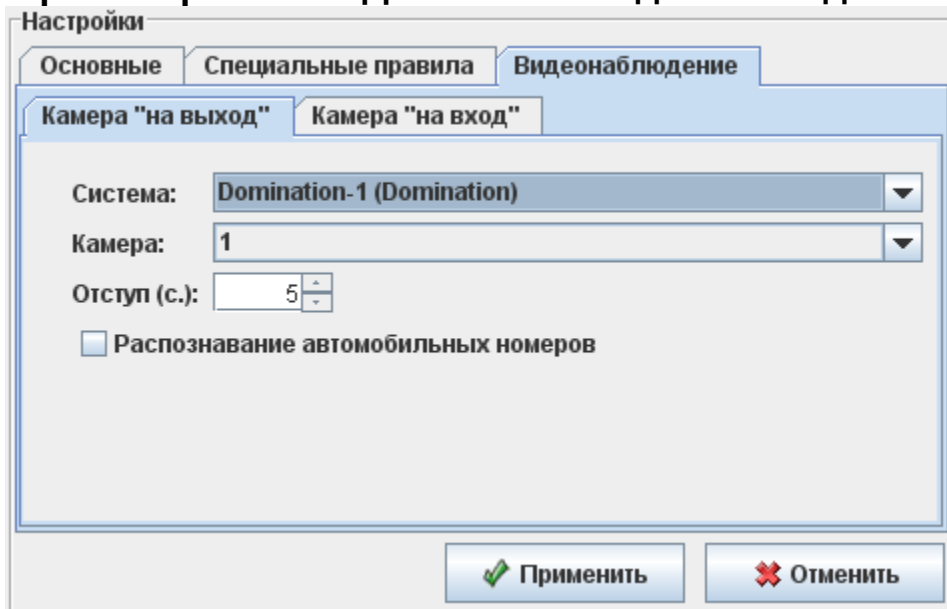 Настройки
Основные Специальные правила Видеонаблюдение
Камера "на выход" Камера "на вход"
Система: Domination-1 (Domination)
Камера: 1
Отступ (с.): 5
Распознавание автомобильных номеров
Применить Отменить